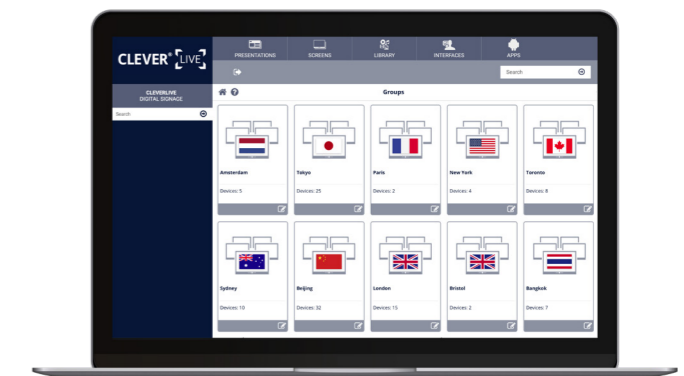 CLEVER® [LIVE]
PRESENTATIONS
SCREENS
LIBRARY
INTERFACES
APPS
Search
CLEVERLIVE
DIGITAL SIGNAGE
Search
Groups
Amsterdam
Devices: 5
Tokyo
Devices: 25
Paris
Devices: 2
New York
Devices: 4
Toronto
Devices: 8
Sydney
Devices: 10
Beijing
Devices: 32
London
Devices: 15
Bristol
Devices: 2
Bangkok
Devices: 7